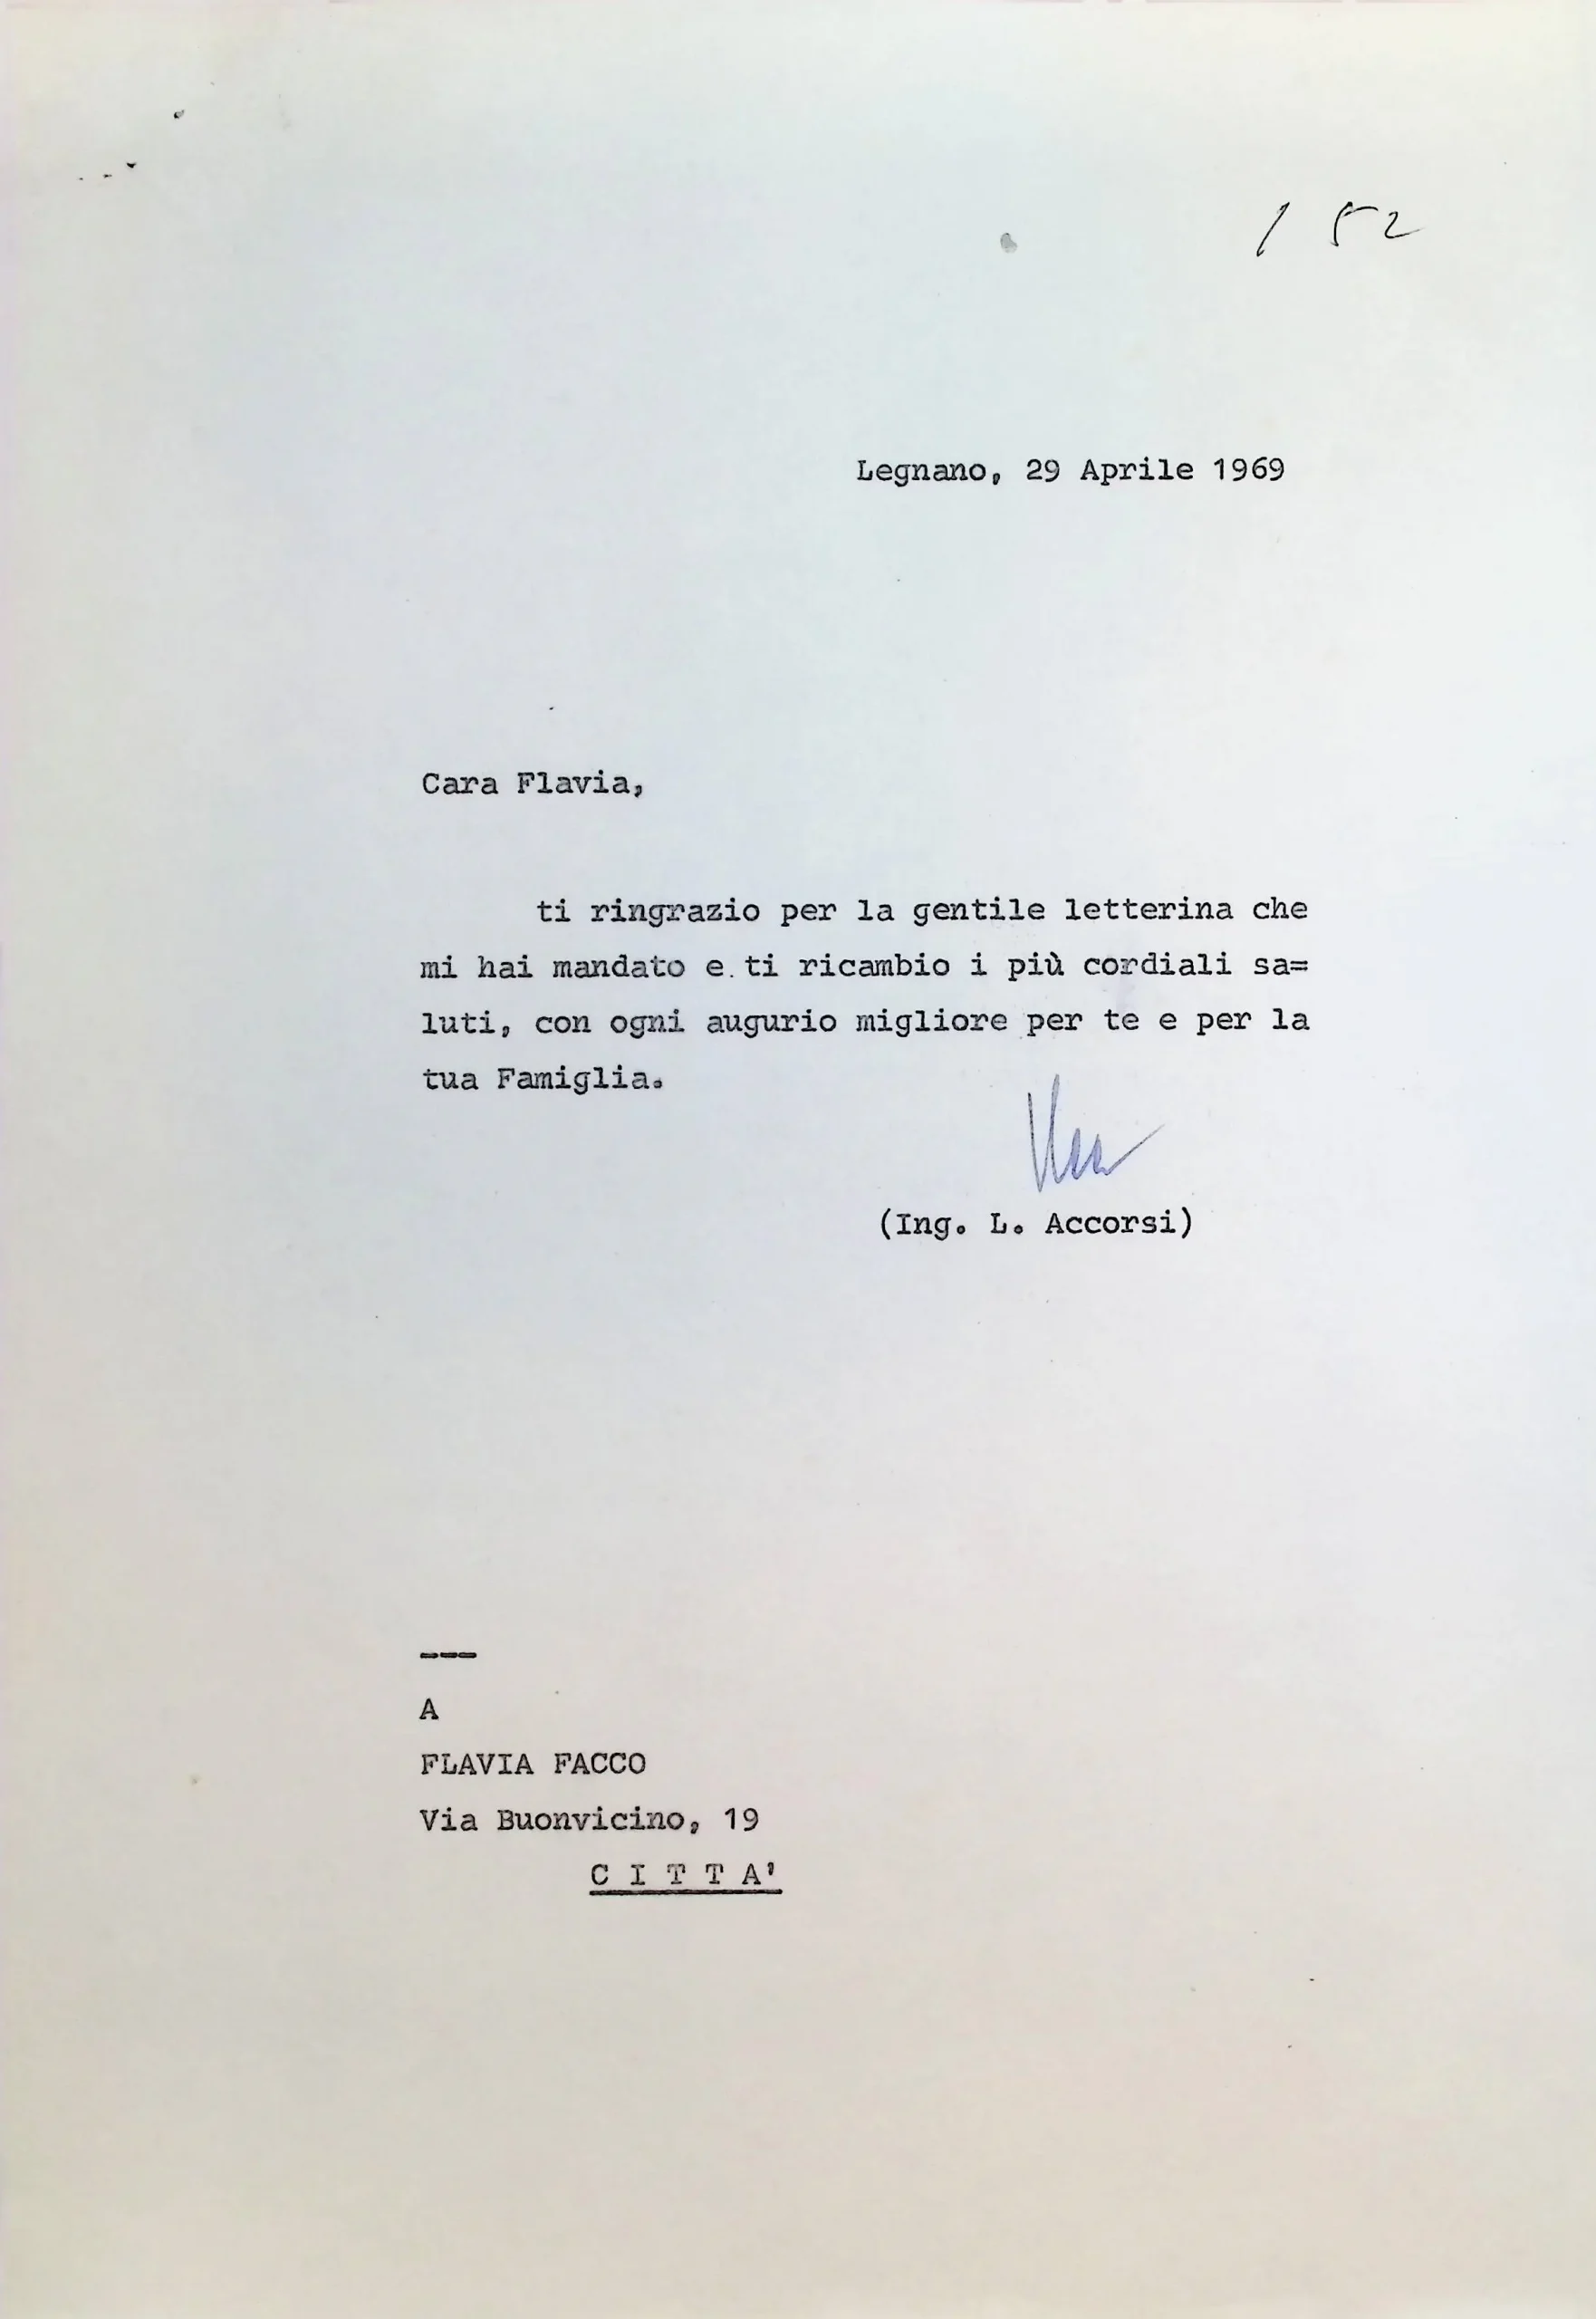 152
Legnano, 29 Aprile 1969
Cara Flavia,
ti ringrazio per la gentile letterina che
mi hai mandato e ti ricambio i più cordiali sa=
luti, con ogni augurio migliore per te e per la
tua Famiglia.
(Ing. L. Accorsi)
---
A
FLAVIA FACCO
Via Buonvicino, 19
C I T T A'